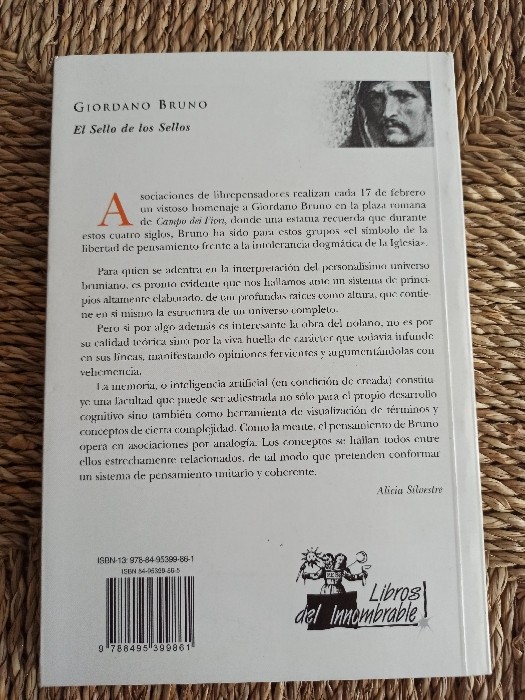 GIORDANO BRUNO
El Sello de los Sellos
Asociaciones de librepensadores realizan cada 17 de febrero
un vistoso homenaje a Giordano Bruno en la plaza romana
de Campo dei Fiori, donde una estatua recuerda que durante
estos cuatro siglos, Bruno ha sido para estos grupos «el símbolo de la
libertad de pensamiento frente a la intolerancia dogmática de la Iglesia».
Para quien se adentra en la interpretación del personalísimo universo
bruniano, es pronto evidente que nos hallamos ante un sistema de princi-
pios altamente elaborado, de tan profundas raíces como altura, que contie-
ne en sí mismo la estructura de un universo completo.
Pero si por algo además es interesante la obra del nolano, no es por
su calidad teórica sino por la viva huella de carácter que todavía infunde
en sus líneas, manifestando opiniones fervientes y argumentándolas con
vehemencia.
La memoria, o inteligencia artificial (en condición de creada) constitu-
ye una facultad que puede ser adiestrada no sólo para el propio desarrollo
cognitivo sino también como herramienta de visualización de términos y
conceptos de cierta complejidad. Como la mente, el pensamiento de Bruno
opera en asociaciones por analogía. Los conceptos se hallan todos entre
ellos estrechamente relacionados, de tal modo que pretenden conformar
un sistema de pensamiento unitario y coherente.
Alicia Silvestre
ISBN-13: 978-84-95399-86-1
ISBN 84-95399-86-5
9 788495 399861
Libros
del Innombrable